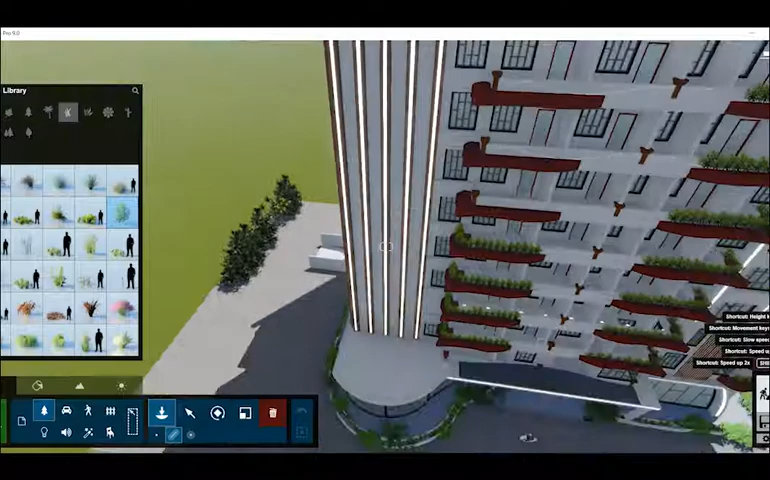 Pro 9.0
Library
Shortcut: Height k
Shortcut: Movement keys
Shortcut: Slow speed
Shortcut: Speed up
Shortcut: Speed up 2x